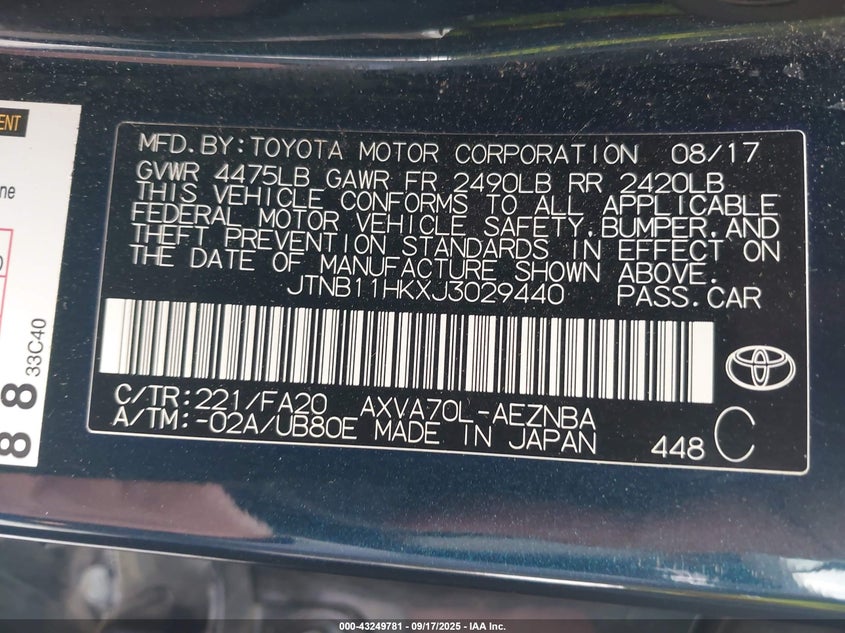 ENT
ne
33C40
8
8
MFD.BY:TOYOTA MOTOR CORPORATION 08/17
GVWR 4475LB GAWR FR 2490LB RR 2420LB
THIS VEHICLE CONFORMS TO ALL APPLICABLE
FEDERAL MOTOR VEHICLE SAFETY,BUMPER,AND
THEFT PREVENTION STANDARDS IN EFFECT ON
THE DATE OF MANUFACTURE SHOWN ABOVE.
JTNB11HKXJ3029440 PASS.CAR
C/TR:221/FA20 AXVA70L-AEZNBA
A/TM:-02A/UB80E MADE IN JAPAN 448 C
000-43249781 - 09/17/2025 - IAA Inc.